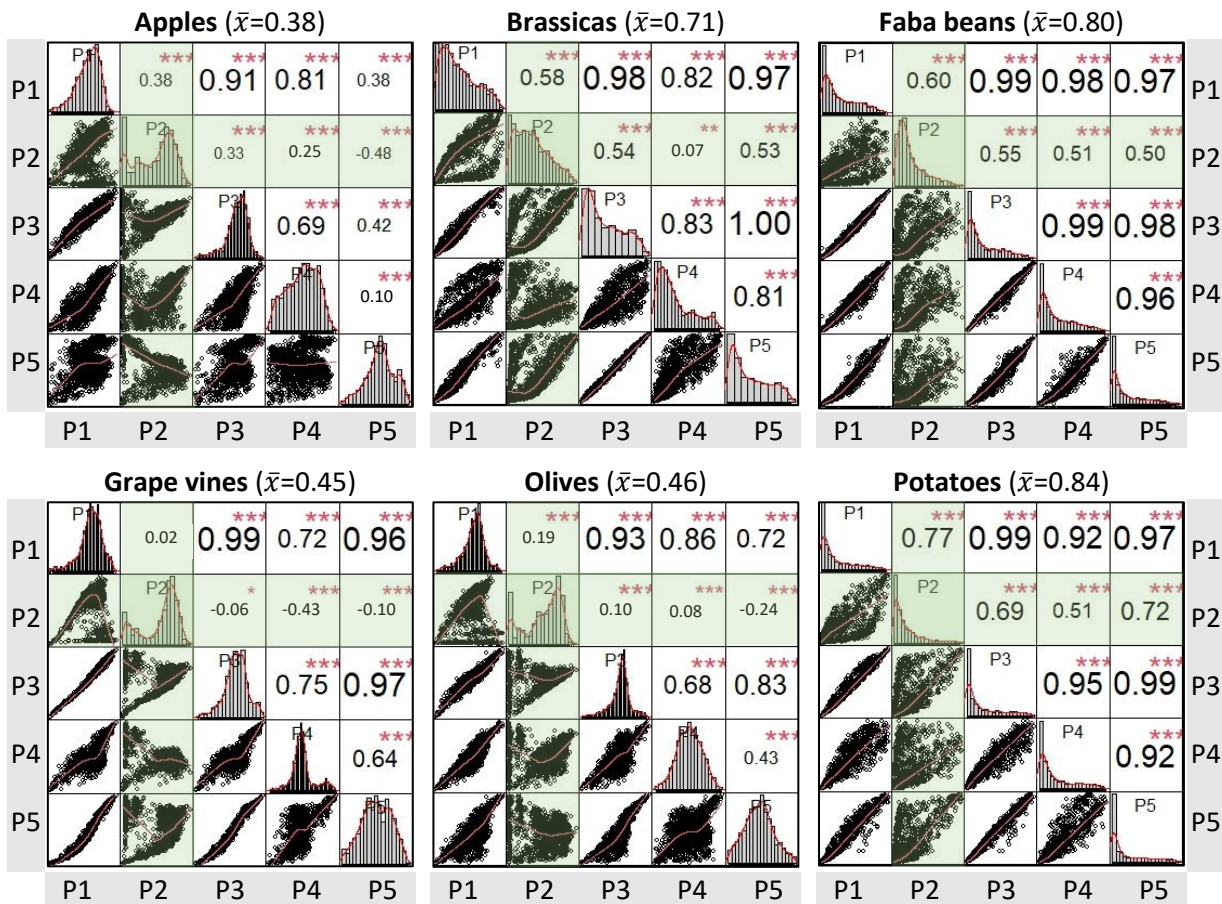 Apples (x̄=0.38) Brassicas (x̄=0.71) Faba beans (x̄=0.80)
P1 P1 *** 0.38 *** 0.91 *** 0.81 *** 0.38 P1 *** 0.58 *** 0.98 *** 0.82 *** 0.97 P1 *** 0.60 *** 0.99 *** 0.98 *** 0.97 P1
P2 P2 *** 0.33 *** 0.25 *** -0.48 P2 *** 0.54 ** 0.07 *** 0.53 P2 *** 0.55 *** 0.51 *** 0.50 P2
P3 P3 *** 0.69 *** 0.42 P3 *** 0.83 *** 1.00 P3 *** 0.99 *** 0.98 P3
P4 P4 *** 0.10 P4 *** 0.81 P4 *** 0.96 P4
P5 P5 P5 P5 P5
P1 P2 P3 P4 P5 P1 P2 P3 P4 P5 P1 P2 P3 P4 P5
Grape vines (x̄=0.45) Olives (x̄=0.46) Potatoes (x̄=0.84)
P1 P1 0.02 *** 0.99 *** 0.72 *** 0.96 P1 *** 0.19 *** 0.93 *** 0.86 *** 0.72 P1 *** 0.77 *** 0.99 *** 0.92 *** 0.97 P1
P2 P2 * -0.06 *** -0.43 *** -0.10 P2 *** 0.10 *** 0.08 *** -0.24 P2 *** 0.69 *** 0.51 *** 0.72 P2
P3 P3 *** 0.75 *** 0.97 P3 *** 0.68 *** 0.83 P3 *** 0.95 *** 0.99 P3
P4 P4 *** 0.64 P4 *** 0.43 P4 *** 0.92 P4
P5 P5 P5 P5 P5
P1 P2 P3 P4 P5 P1 P2 P3 P4 P5 P1 P2 P3 P4 P5